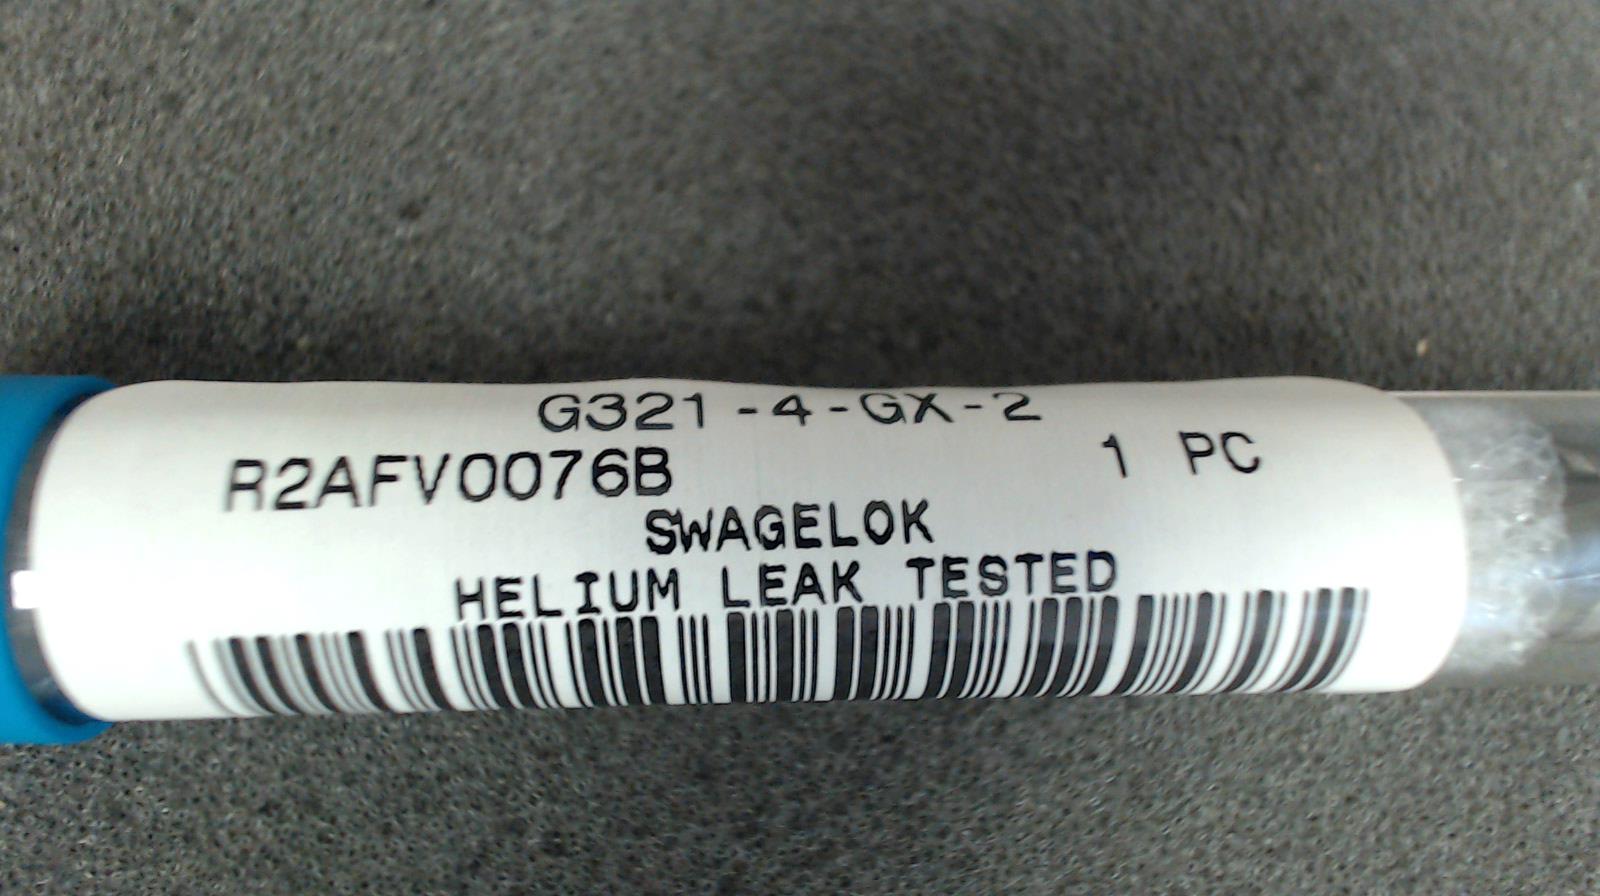 G321-4-GX-2
R2AFV0076B 1 PC
SWAGELOK
HELIUM LEAK TESTED